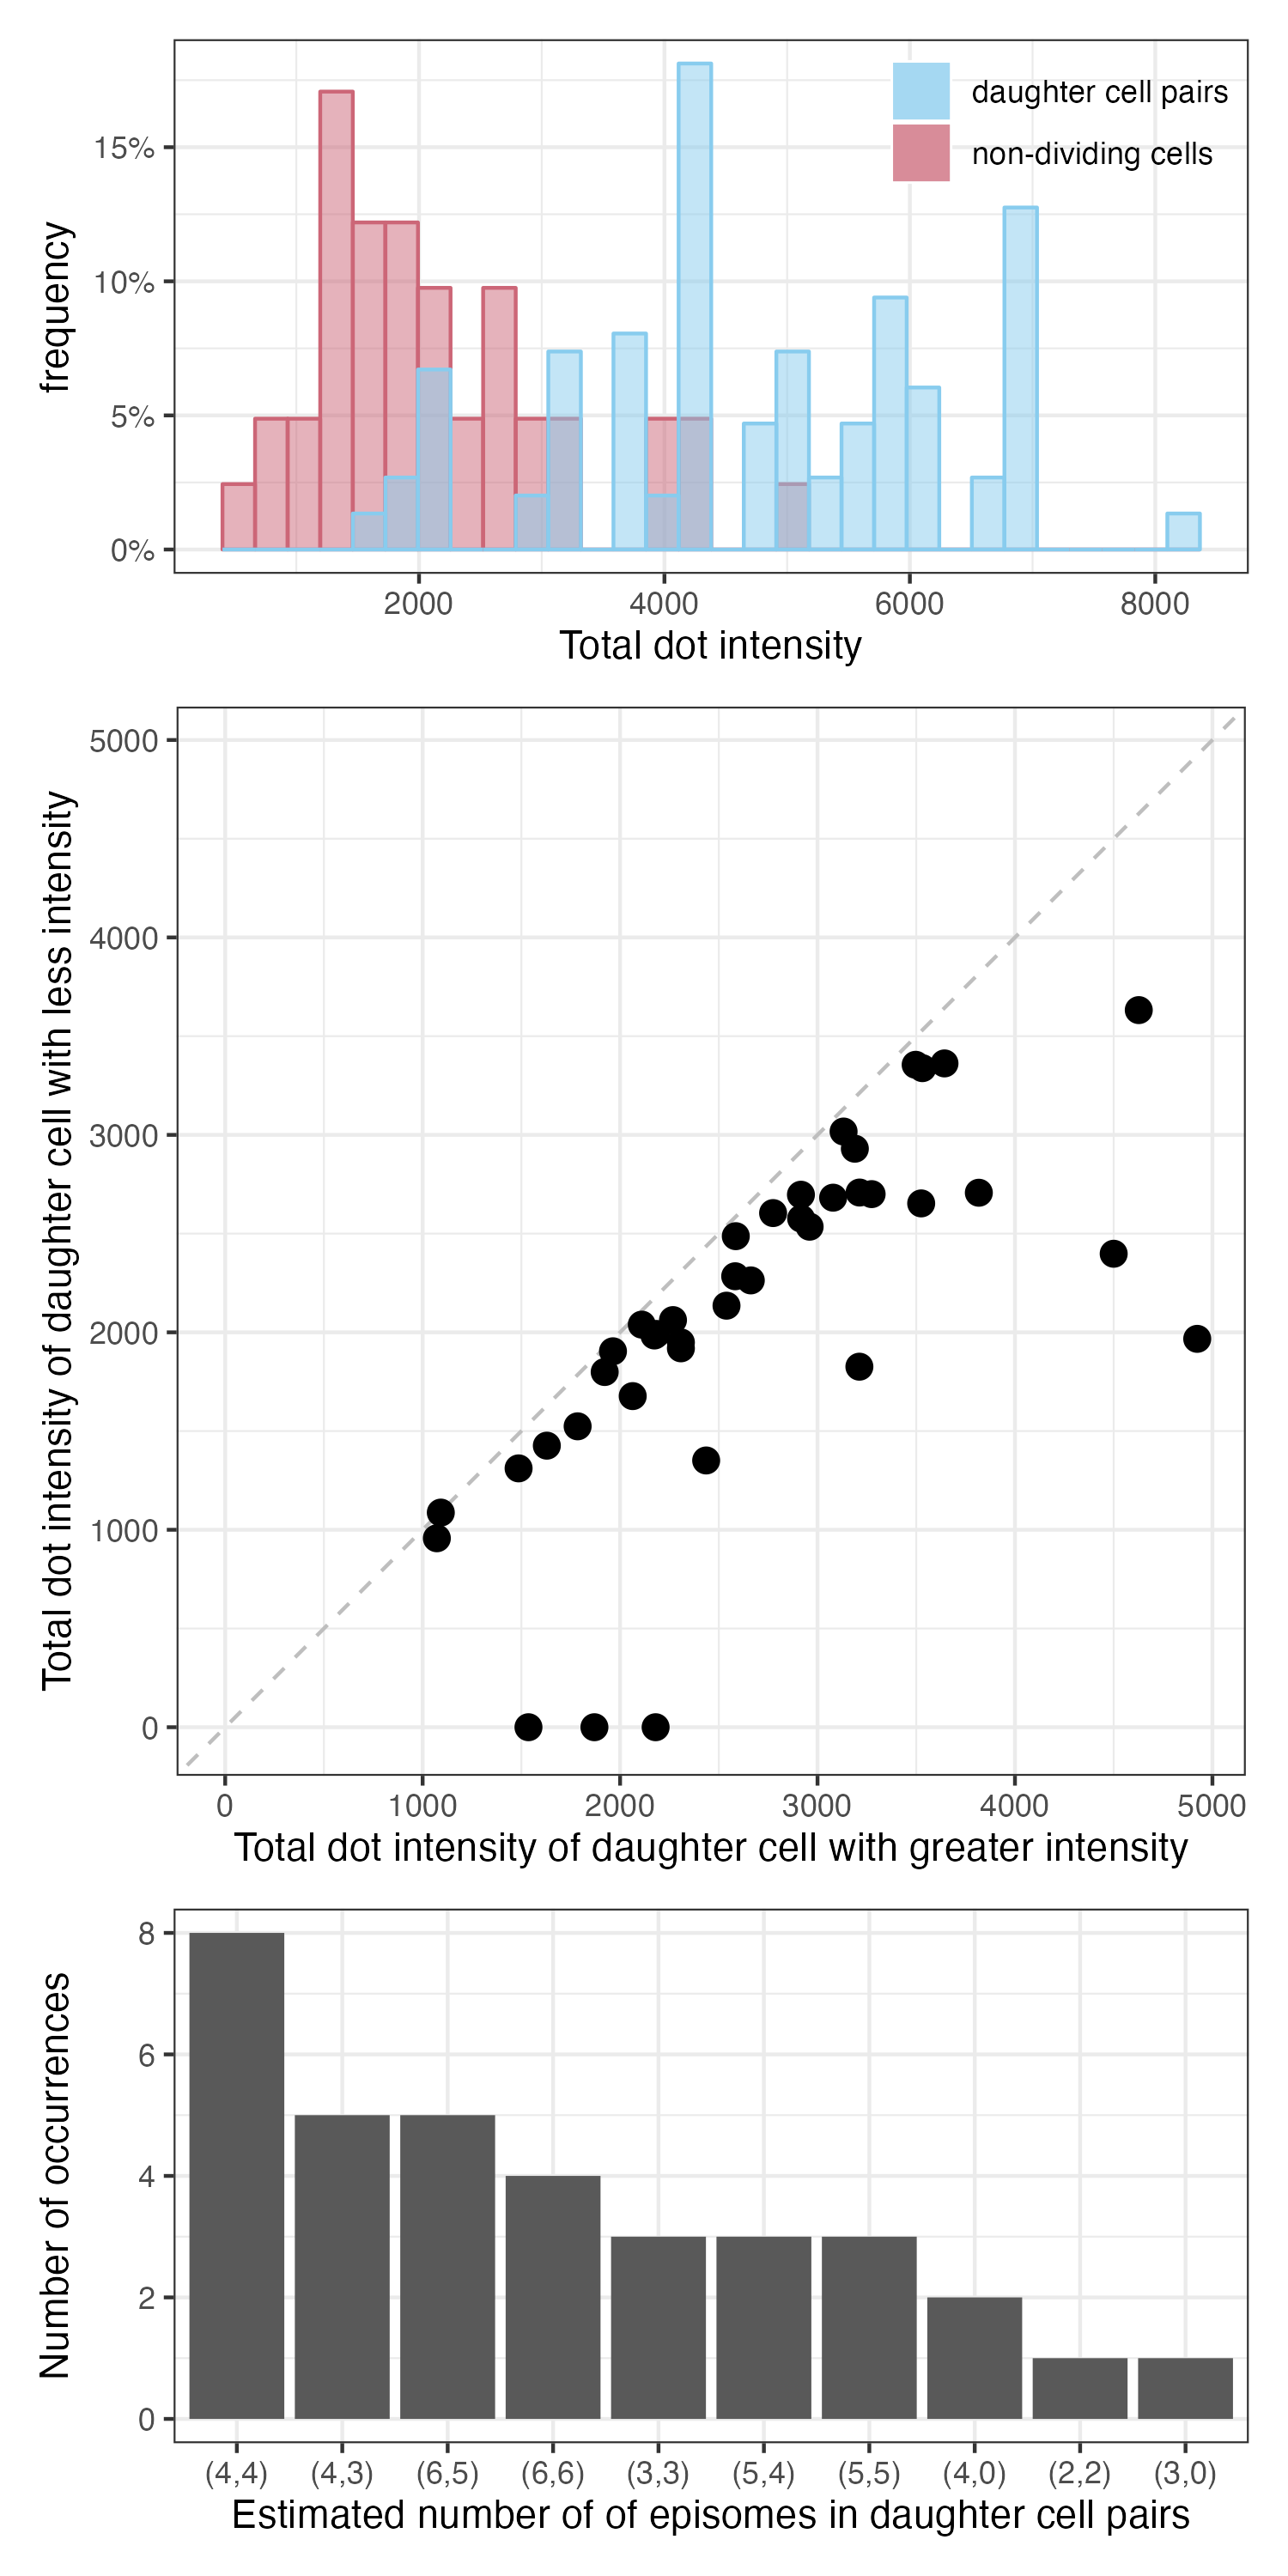 daughter cell pairs
non-dividing cells
frequency
15%
10%
5%
0%
2000 4000 6000 8000
Total dot intensity
Total dot intensity of daughter cell with less intensity
5000
4000
3000
2000
1000
0
0 1000 2000 3000 4000 5000
Total dot intensity of daughter cell with greater intensity
Number of occurrences
8
6
4
2
0
(4,4) (4,3) (6,5) (6,6) (3,3) (5,4) (5,5) (4,0) (2,2) (3,0)
Estimated number of of episomes in daughter cell pairs